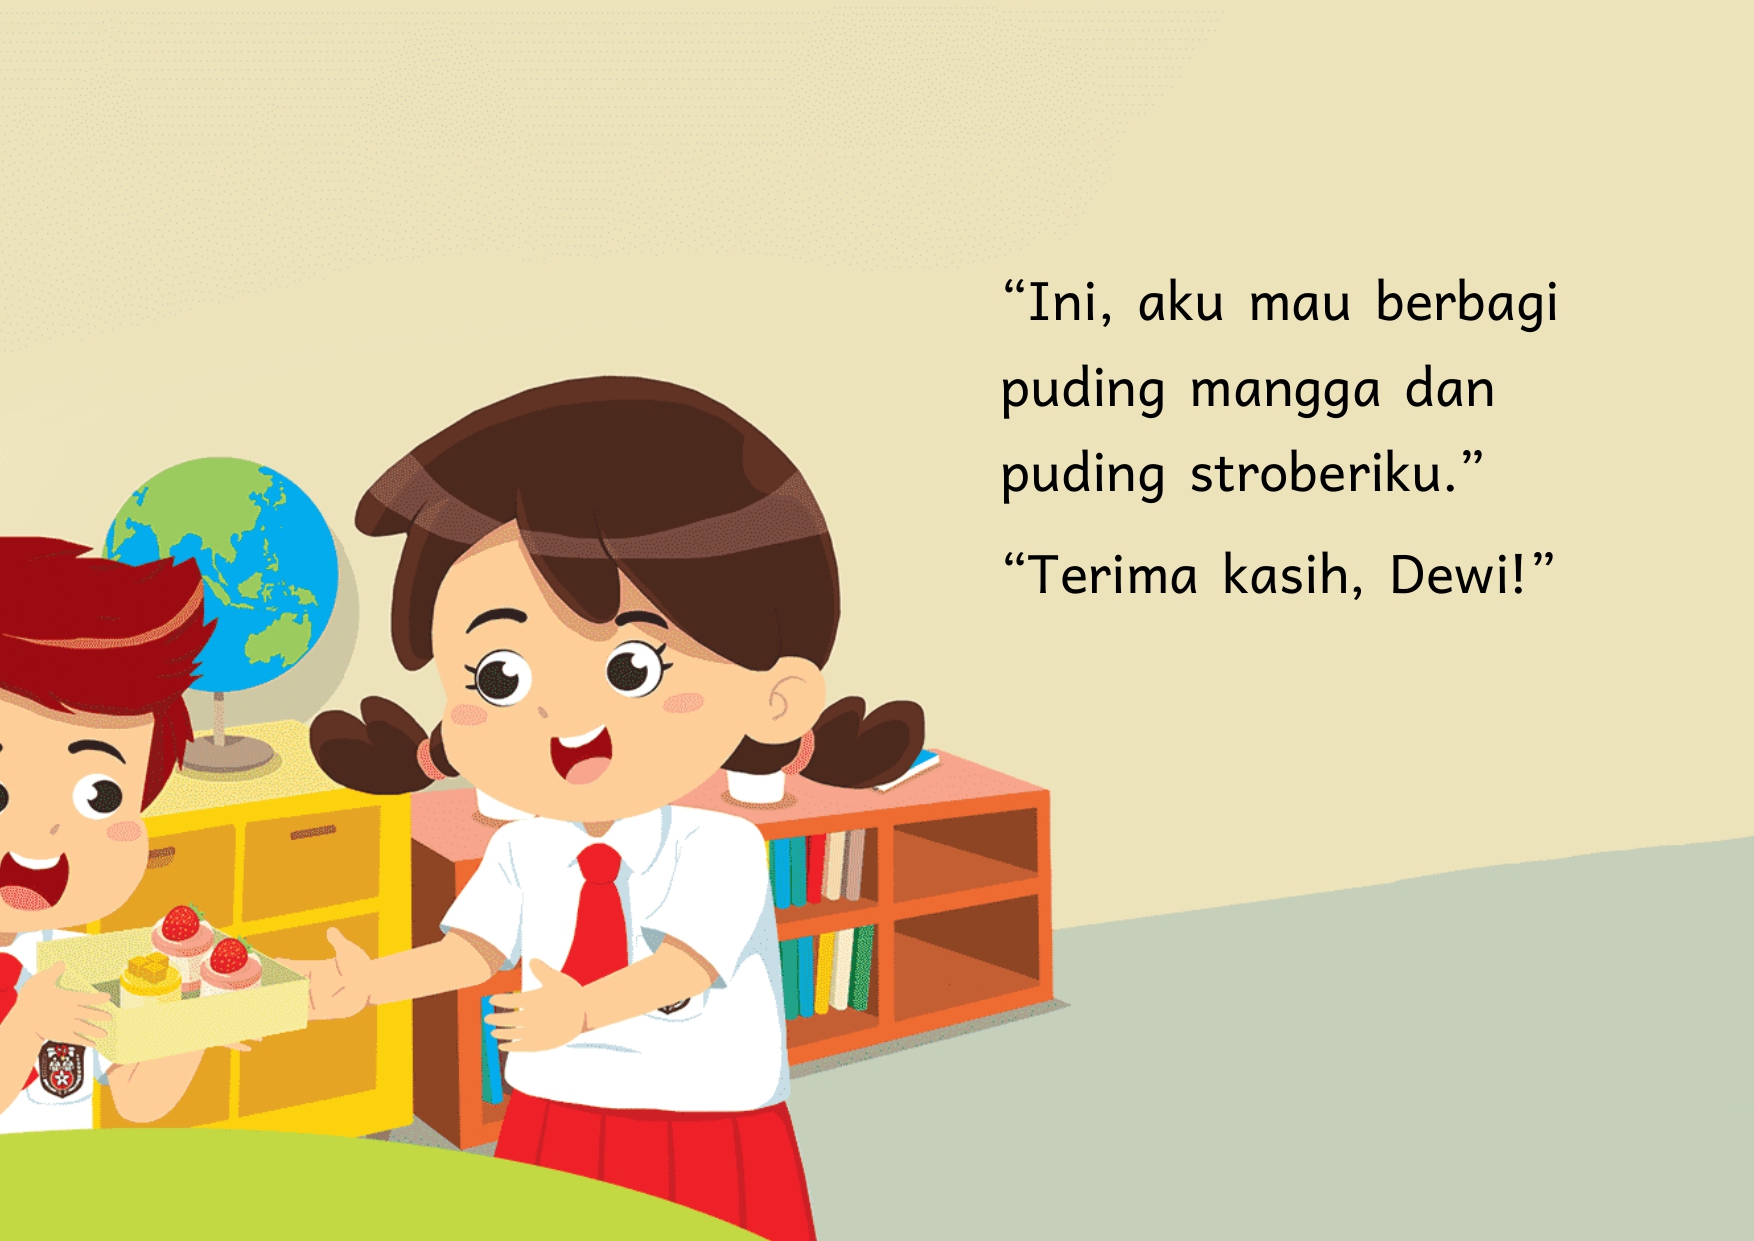 “Ini, aku mau berbagi
puding mangga dan
puding stroberiku.”
“Terima kasih, Dewi!”